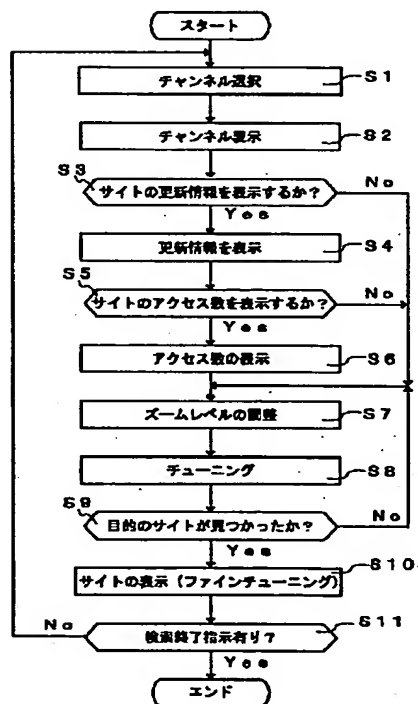 スタート
チャンネル選択
S1
チャンネル表示
S2
S3
サイトの更新情報を表示するか?
No
Yes
更新情報を表示
S4
S5
サイトのアクセス数を表示するか?
No
Yes
アクセス数の表示
S6
ズームレベルの調整
S7
チューニング
S8
S9
目的のサイトが見つかったか?
No
Yes
サイトの表示(ファインチューニング)
S10
No
検索終了指示有り?
S11
Yes
エンド